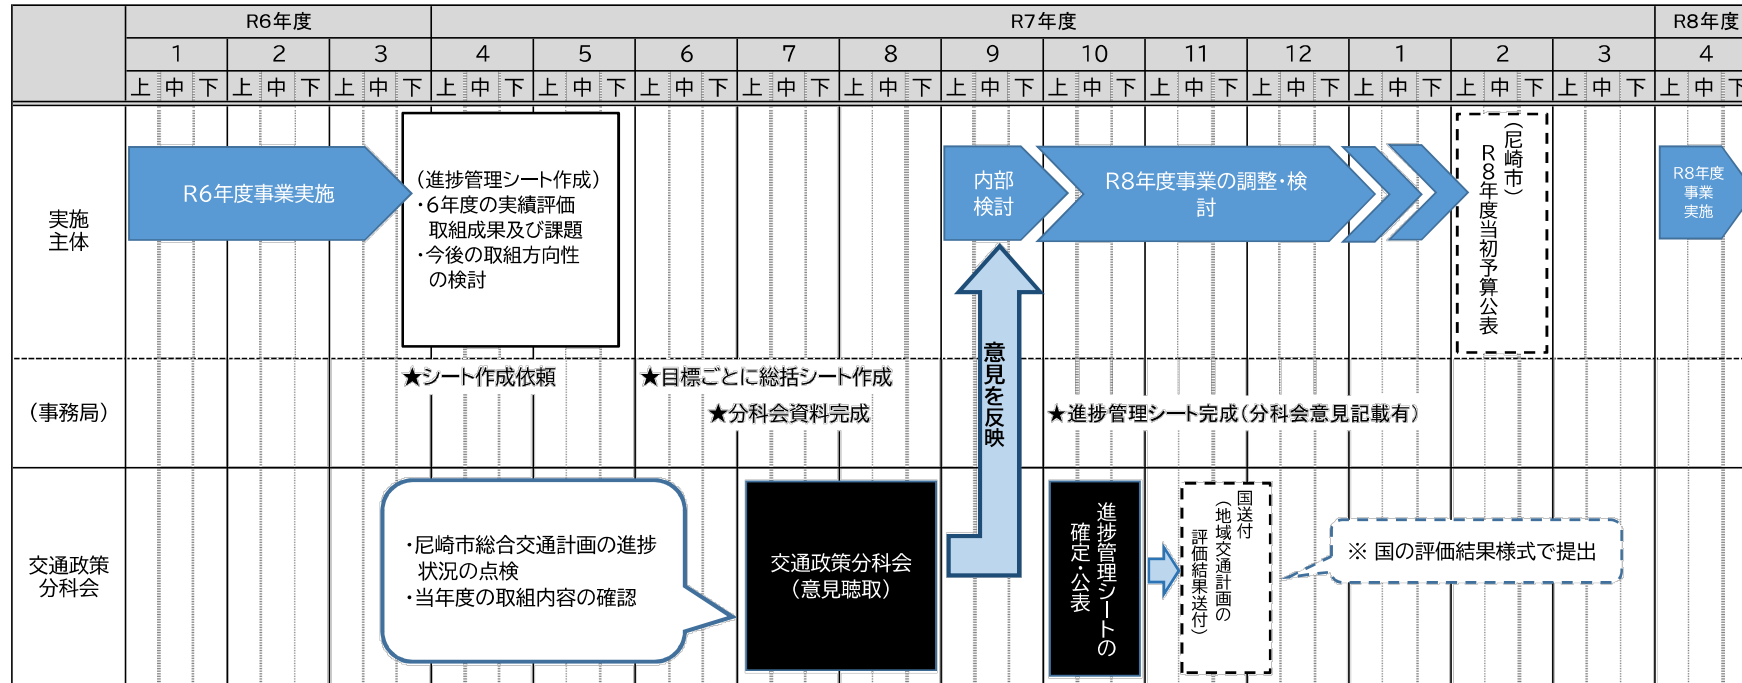 R6年度 R7年度 R8年度
1 2 3 4 5 6 7 8 9 10 11 12 1 2 3 4
上 中 下 上 中 下 上 中 下 上 中 下 上 中 下 上 中 下 上 中 下 上 中 下 上 中 下 上 中 下 上 中 下 上 中 下 上 中 下 上 中 下 上 中 下 上 中 下
実施
主体
R6年度事業実施
(進捗管理シート作成)
・6年度の実績評価
取組成果及び課題
・今後の取組方向性
の検討
内部
検討
R8年度事業の調整・検
討
(尼崎市)
R8年度当初予算公表
R8年度
事業
実施
意見を反映
(事務局)
★シート作成依頼
★目標ごとに総括シート作成
★分科会資料完成
★進捗管理シート完成(分科会意見記載有)
交通政策
分科会
・尼崎市総合交通計画の進捗
状況の点検
・当年度の取組内容の確認
交通政策分科会
(意見聴取)
進捗管理シートの
確定・公表
国送付
(地域交通計画の
評価結果送付)
※ 国の評価結果様式で提出